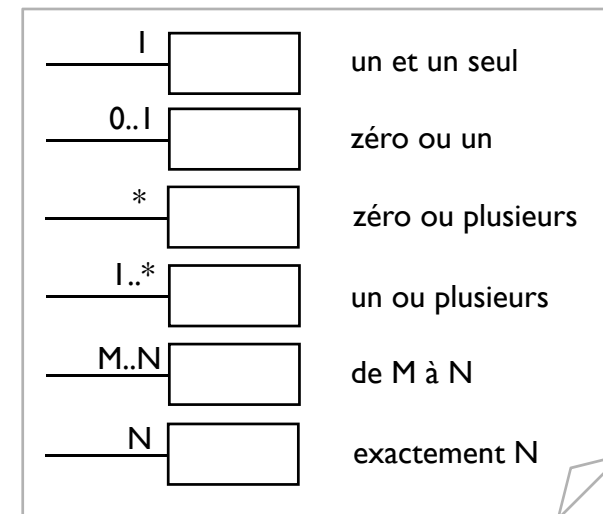 1 un et un seul
0..1 zéro ou un
* zéro ou plusieurs
1..* un ou plusieurs
M..N de M à N
N exactement N